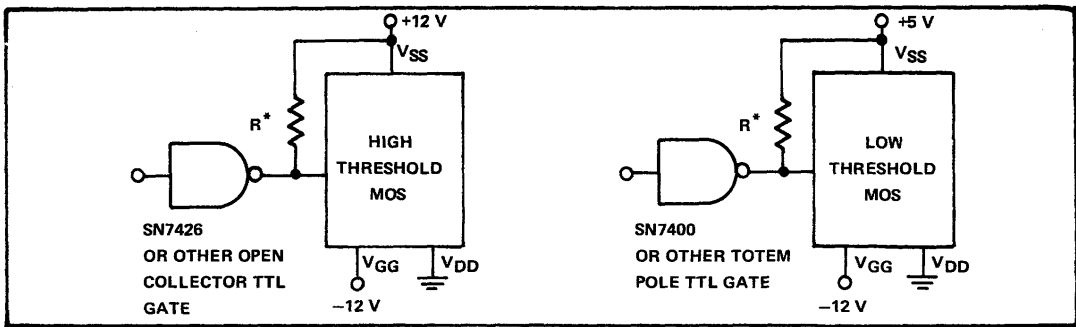 +12 V
VSS
R*
HIGH
THRESHOLD
MOS
SN7426
OR OTHER OPEN
COLLECTOR TTL
GATE
VGG
VDD
−12 V
+5 V
VSS
R*
LOW
THRESHOLD
MOS
SN7400
OR OTHER TOTEM
POLE TTL GATE
VGG
VDD
−12 V